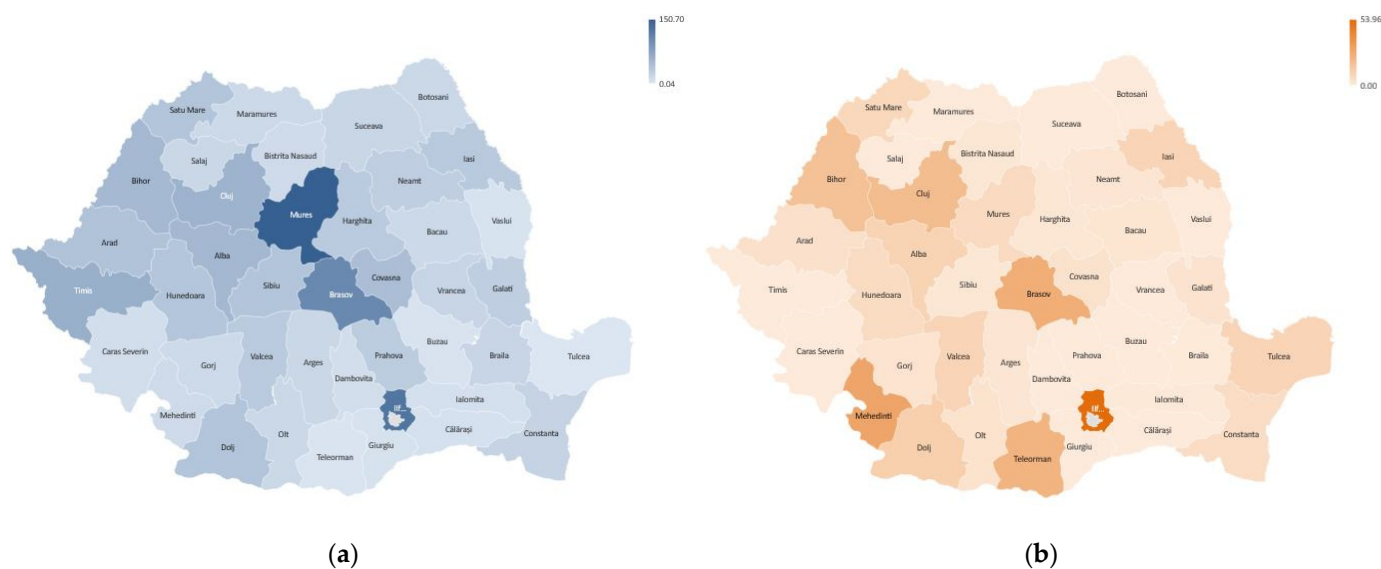 150.70
0.04
Botosani
Satu Mare
Maramures
Suceava
Iasi
Salaj
Bistrita Nasaud
Bihor
Cluj
Neamt
Mures
Harghita
Vaslui
Bacau
Arad
Alba
Timis
Hunedoara
Sibiu
Covasna
Brasov
Vrancea
Galati
Caras Severin
Gorj
Valcea
Arges
Prahova
Buzau
Braila
Tulcea
Dambovita
Ilf...
Ialomita
Mehedinti
Olt
Călărași
Constanta
Dolj
Giurgiu
Teleorman
(a)
53.96
0.00
Botosani
Satu Mare
Maramures
Suceava
Iasi
Salaj
Bistrita Nasaud
Bihor
Cluj
Neamt
Mures
Harghita
Vaslui
Bacau
Arad
Alba
Timis
Hunedoara
Sibiu
Covasna
Brasov
Vrancea
Galati
Caras Severin
Gorj
Valcea
Arges
Prahova
Buzau
Braila
Tulcea
Dambovita
Ilf...
Ialomita
Mehedinti
Olt
Călărași
Constanta
Dolj
Giurgiu
Teleorman
(b)